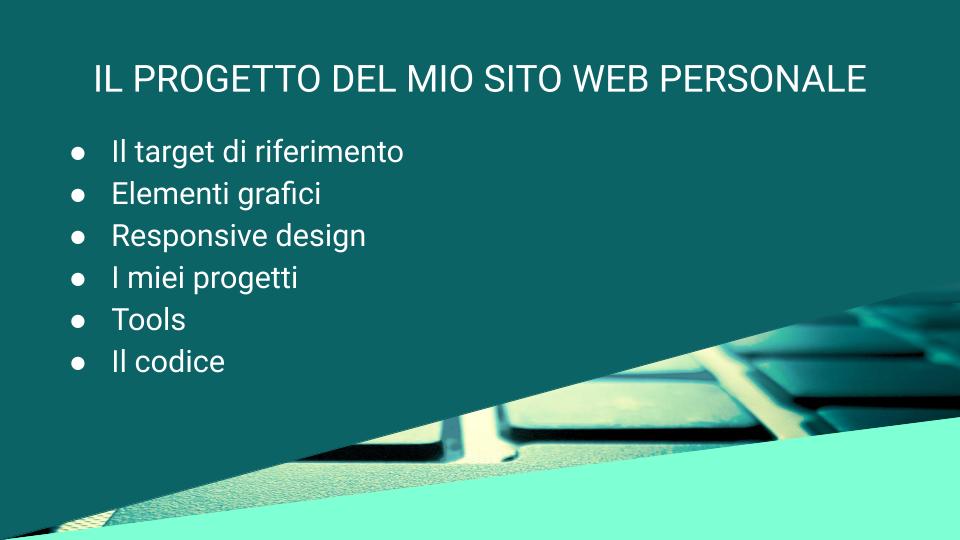 IL PROGETTO DEL MIO SITO WEB PERSONALE
● Il target di riferimento
● Elementi grafici
● Responsive design
● I miei progetti
● Tools
● Il codice